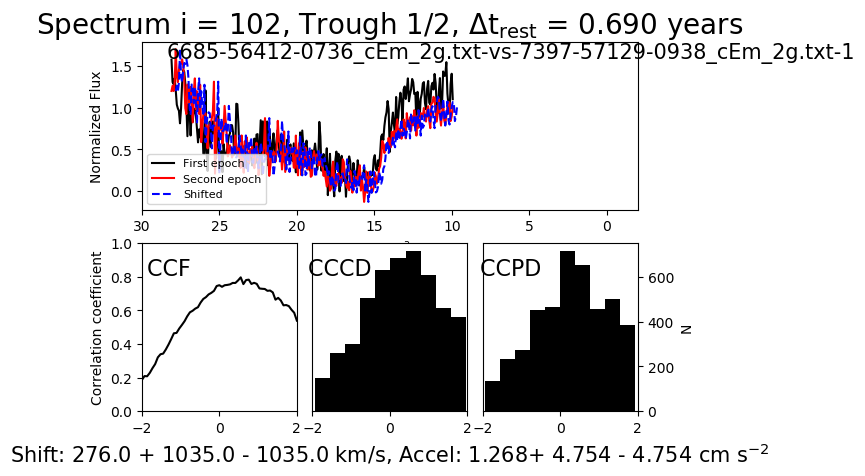 Spectrum i = 102, Trough 1/2, Δt_rest = 0.690 years
6685-56412-0736_cEm_2g.txt-vs-7397-57129-0938_cEm_2g.txt-1
Normalized Flux
1.5
1.0
0.5
0.0
First epoch
Second epoch
Shifted
30 25 20 15 10 5 0
Correlation coefficient
1.0
0.8
0.6
0.4
0.2
0.0
CCF
−2 0 2
CCCD
−2 0 2
CCPD
−2 0 2
600
400
200
0
N
Shift: 276.0 + 1035.0 - 1035.0 km/s, Accel: 1.268+ 4.754 - 4.754 cm s⁻²